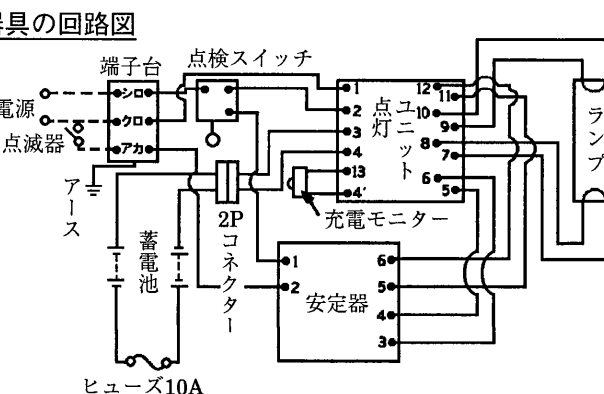 器具の回路図
点検スイッチ
端子台
シロ
クロ
アカ
電源
点滅器
アース
蓄電池
ヒューズ10A
2P
コネクター
充電モニター
点灯
ユニット
1
2
3
4
13
4'
12
11
10
9
8
7
6
5
ランプ
安定器
1
2
6
5
4
3